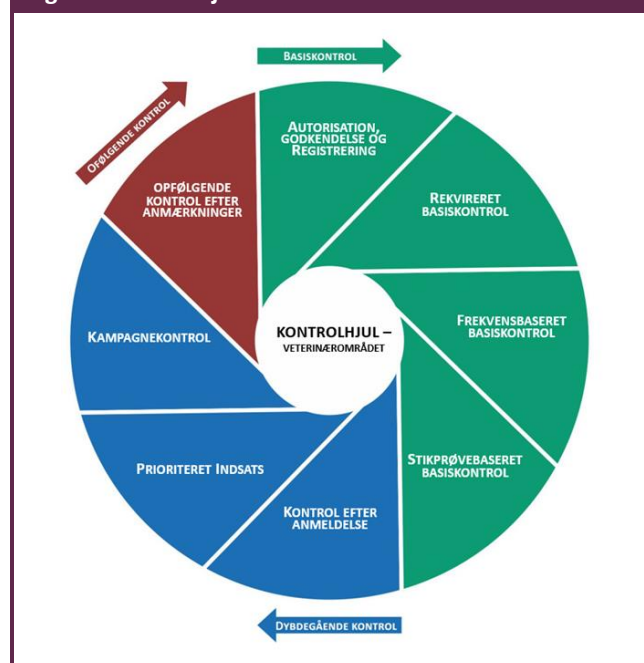 BASISKONTROL
OFØLGENDE KONTROL
AUTORISATION,
GODKENDELSE OG
REGISTRERING
OPFØLGENDE
KONTROL EFTER
ANMÆRKNINGER
REKVIRERET
BASISKONTROL
KONTROLHJUL –
VETERINÆROMRÅDET
FREKVENSBASERET
BASISKONTROL
KAMPAGNEKONTROL
STIKPRØVEBASERET
BASISKONTROL
PRIORITERET INDSATS
KONTROL EFTER
ANMELDELSE
DYBDEGÅENDE KONTROL